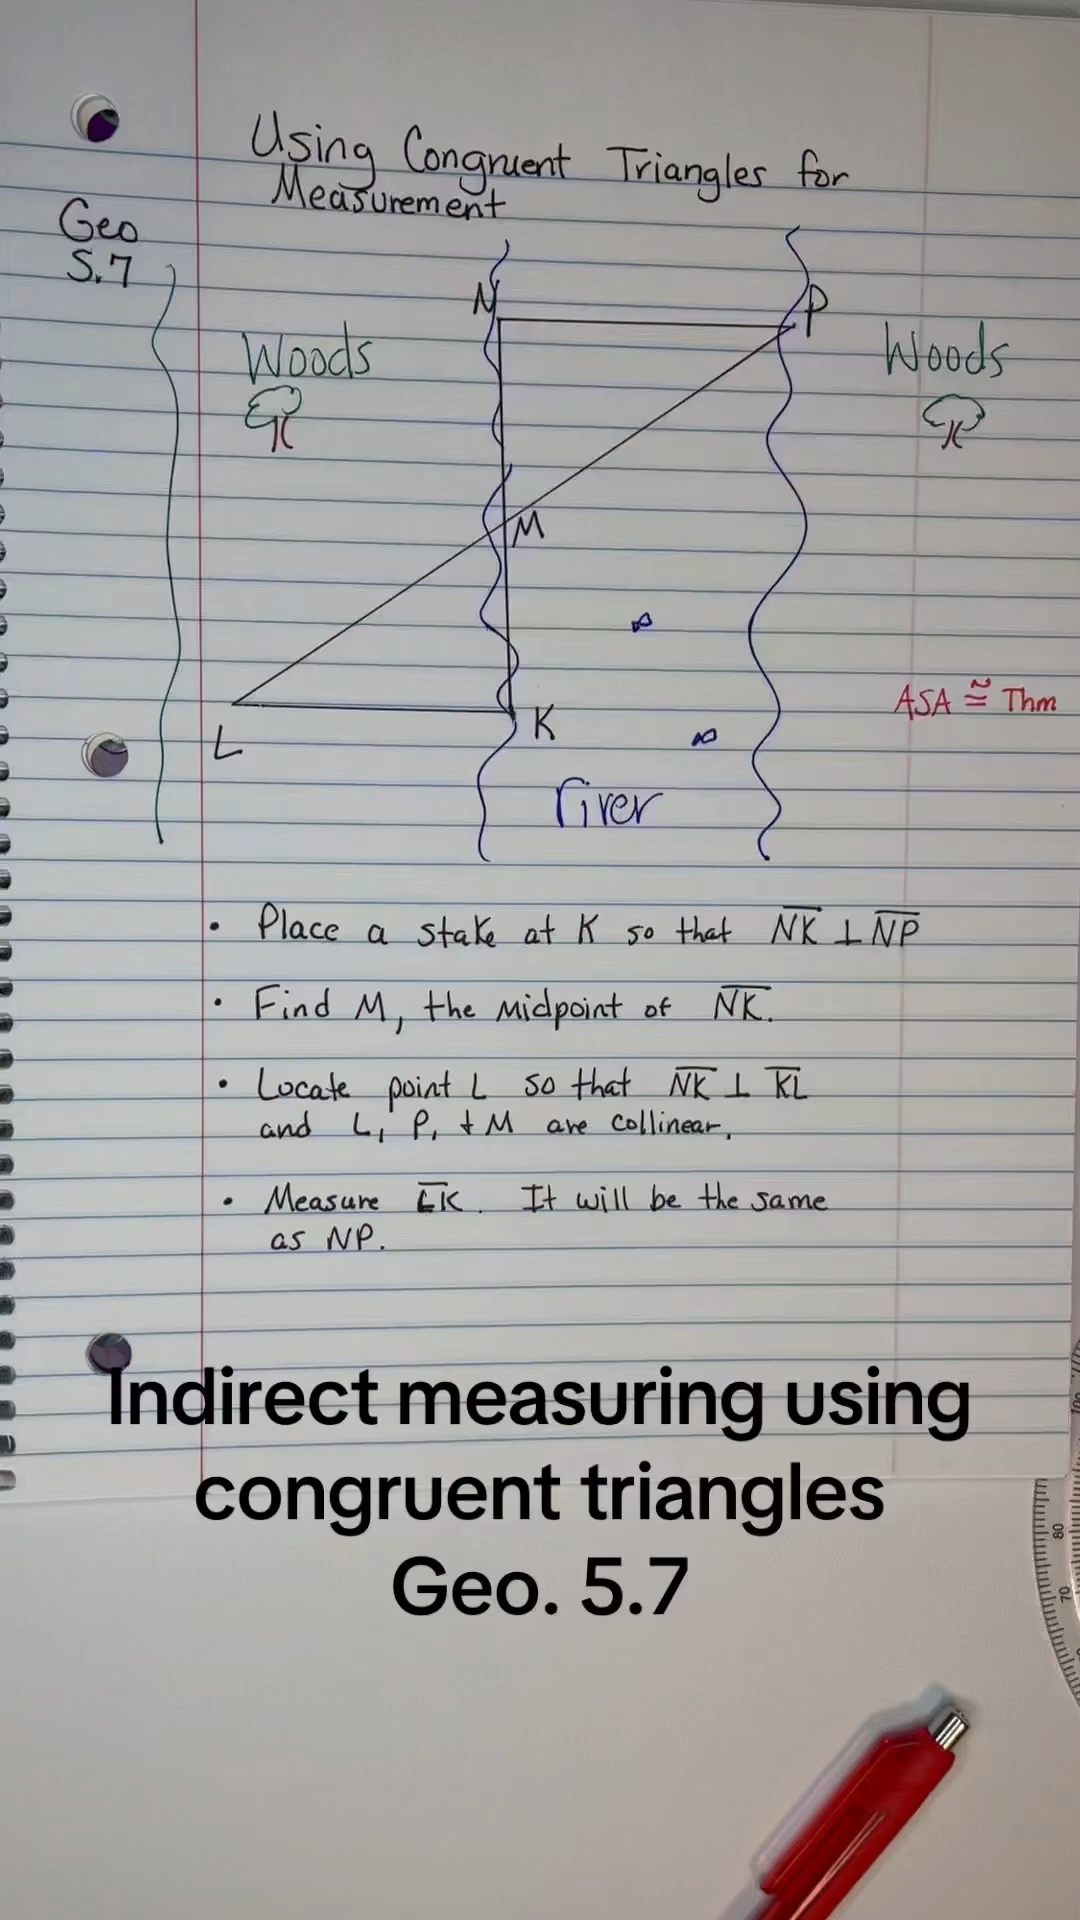 Using Congruent Triangles for
Measurement
Geo
5.7
N
P
Woods
Woods
M
ASA ≅ Thm
L
K
river
• Place a stake at K so that N̅K̅ ⊥ N̅P̅
• Find M, the midpoint of N̅K̅.
• Locate point L so that N̅K̅ ⊥ K̅L̅
and L, P, + M are collinear.
• Measure L̅K̅. It will be the same
as NP.
Indirect measuring using
congruent triangles
Geo. 5.7
80
70